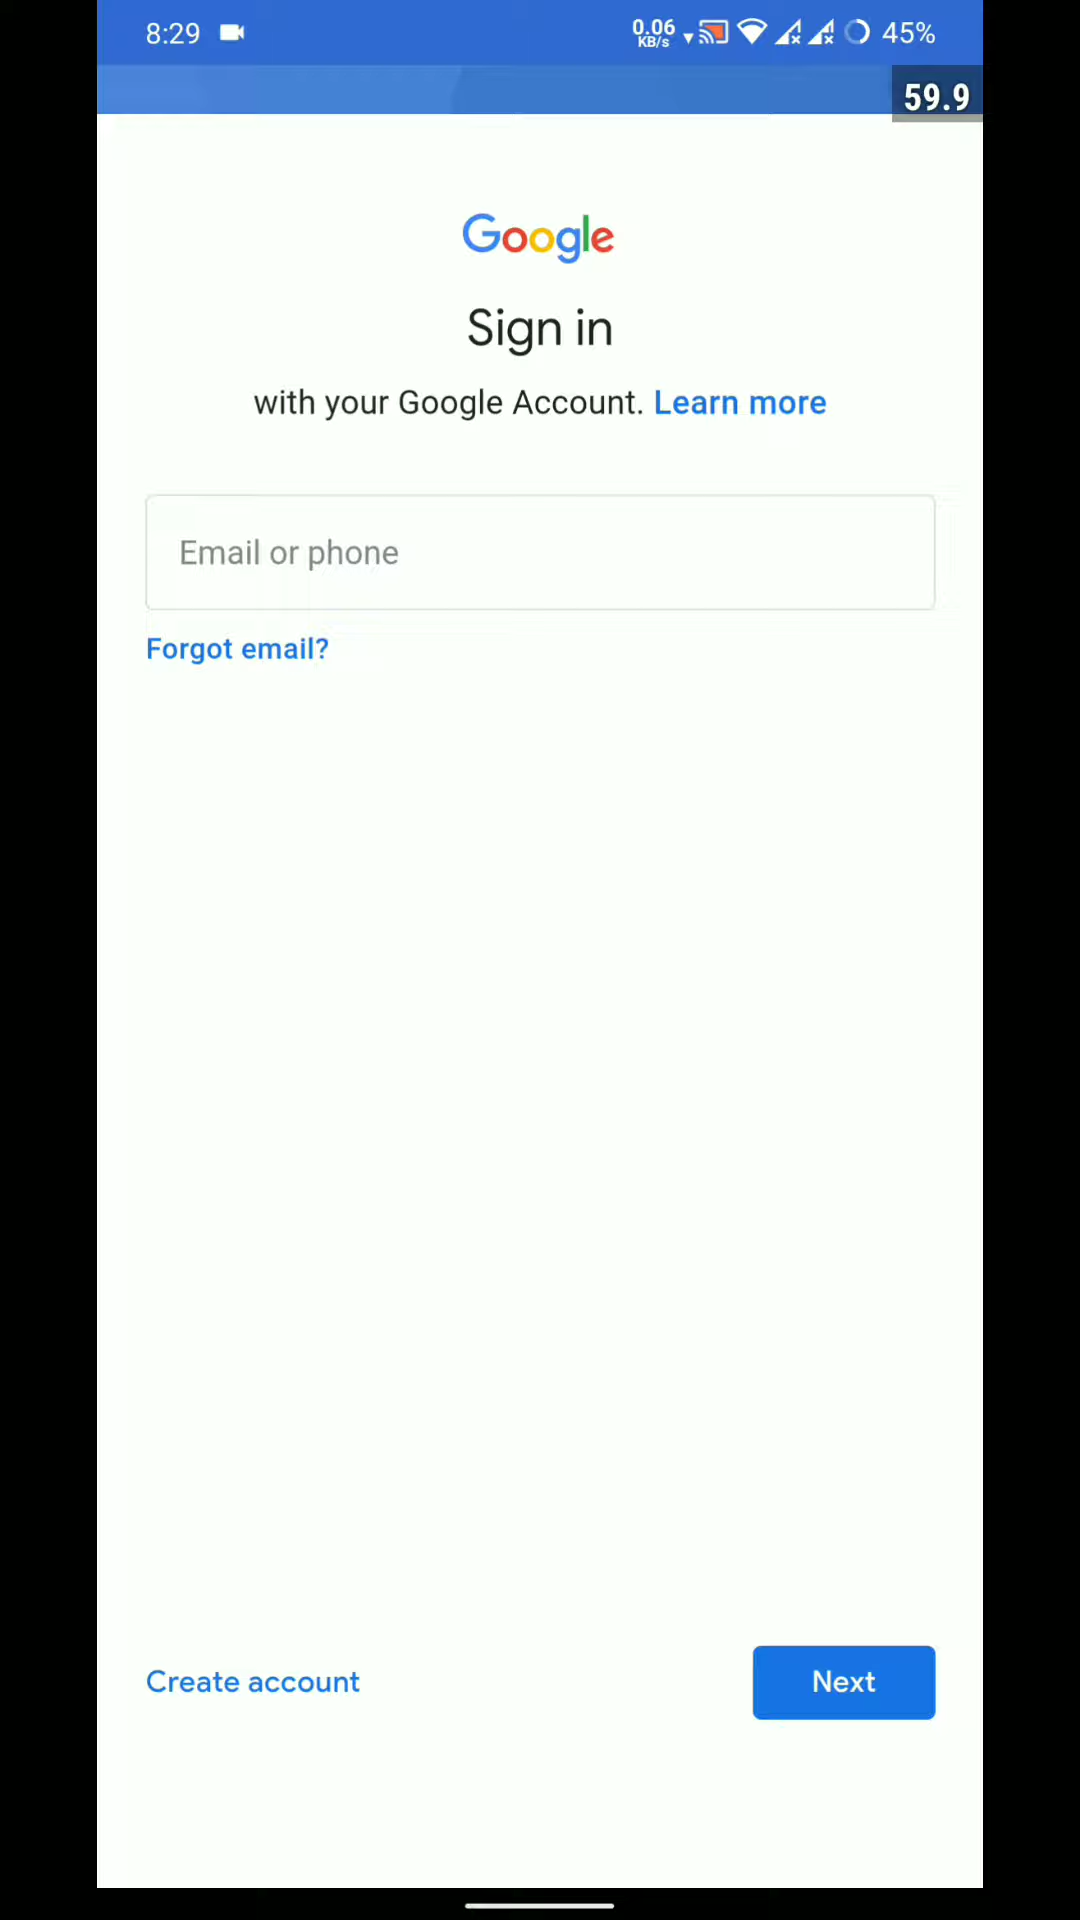 8:29 0.06 KB/s 45%
59.9
Google
Sign in
with your Google Account. Learn more
Email or phone
Forgot email?
Create account Next